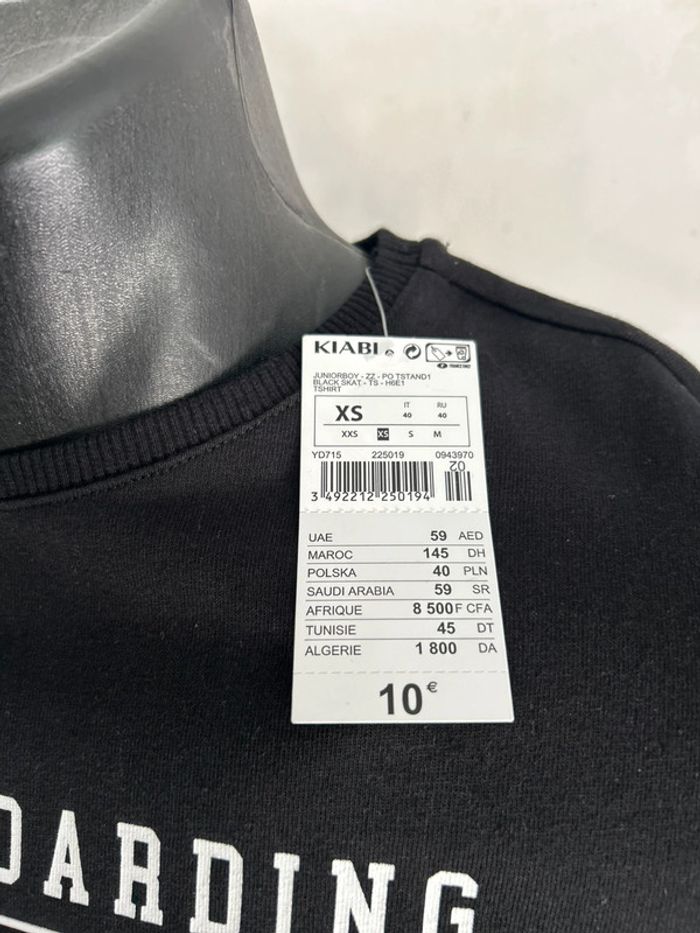 KIABI
FRANCE ONLY
JUNIORBOY - ZZ - PO TSTAND1
BLACK SKAT - TS - H6E1
TSHIRT
XS
IT
40
RU
40
XXS XS S M
YD715 225019 0943970
02
3 492212 250194
UAE 59 AED
MAROC 145 DH
POLSKA 40 PLN
SAUDI ARABIA 59 SR
AFRIQUE 8 500 F CFA
TUNISIE 45 DT
ALGERIE 1 800 DA
10€
OARDING